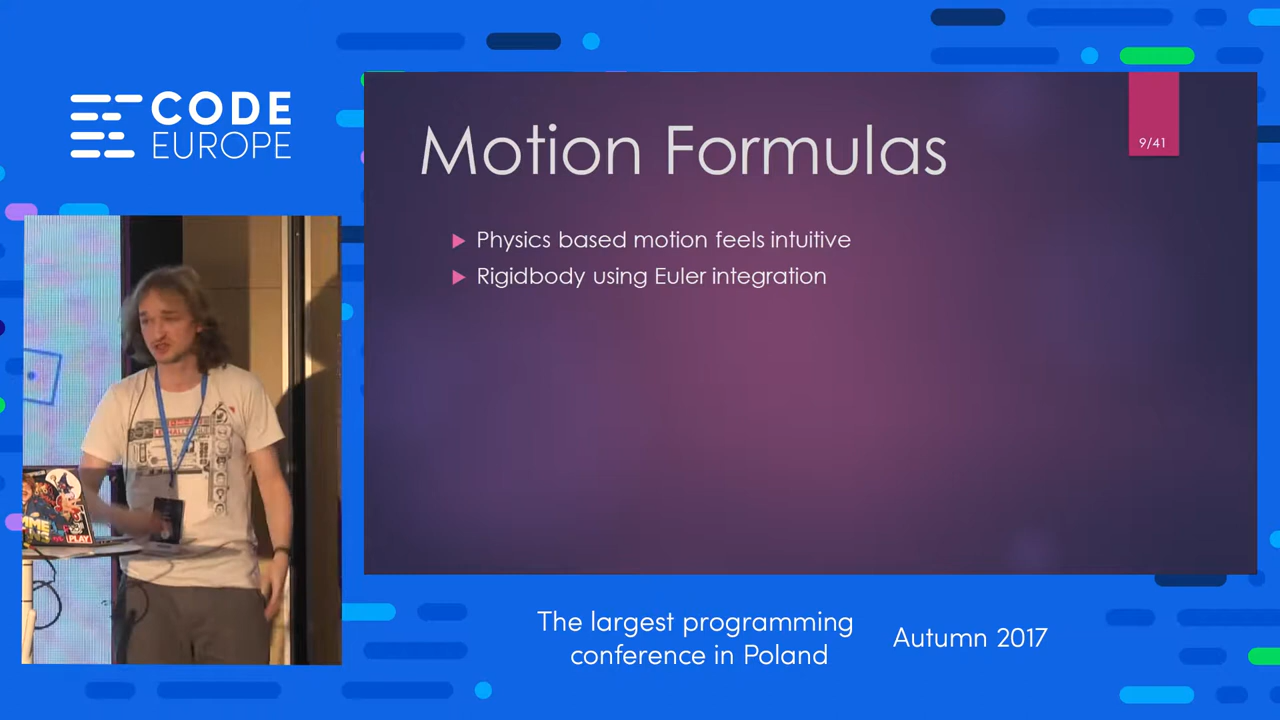 CODE
EUROPE
Motion Formulas
9/41
Physics based motion feels intuitive
Rigidbody using Euler integration
PLAY
The largest programming
conference in Poland
Autumn 2017